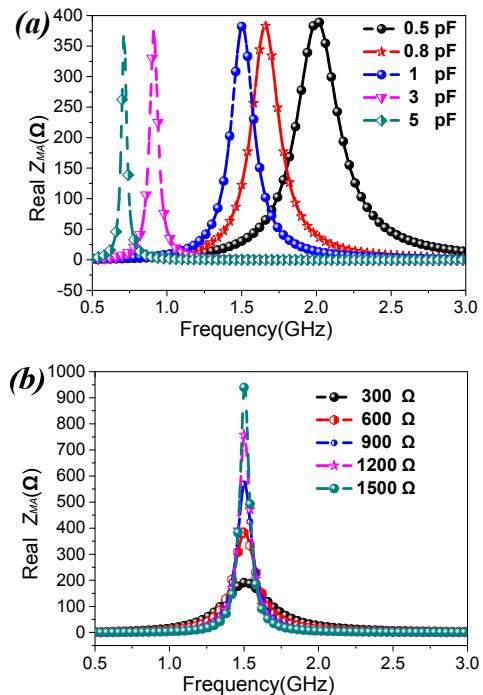 (a)
400
350
300
250
200
150
100
50
0
-50
Real Z_MA(Ω)
0.5 pF
0.8 pF
1 pF
3 pF
5 pF
0.5 1.0 1.5 2.0 2.5 3.0
Frequency(GHz)
(b)
1000
900
800
700
600
500
400
300
200
100
0
Real Z_MA(Ω)
300 Ω
600 Ω
900 Ω
1200 Ω
1500 Ω
0.5 1.0 1.5 2.0 2.5 3.0
Frequency(GHz)